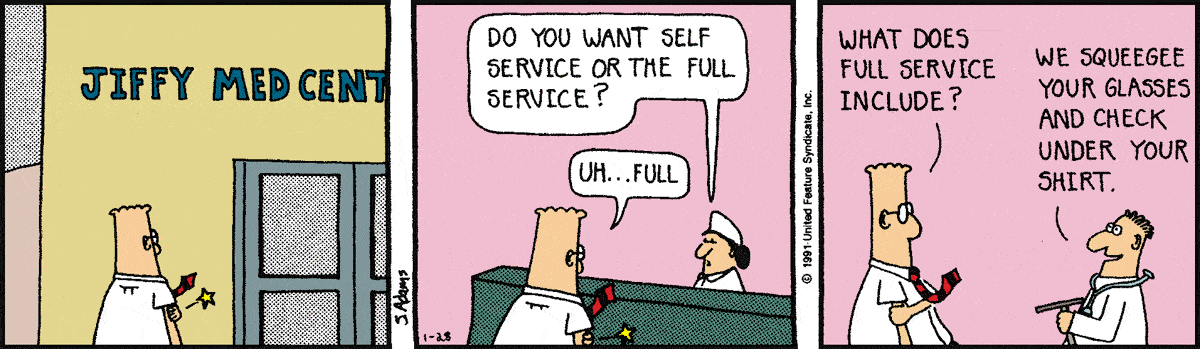 JIFFY MED CENT
S. Adams
DO YOU WANT SELF
SERVICE OR THE FULL
SERVICE?
UH...FULL
1-28
© 1991 United Feature Syndicate, Inc.
WHAT DOES
FULL SERVICE
INCLUDE?
WE SQUEEGEE
YOUR GLASSES
AND CHECK
UNDER YOUR
SHIRT.